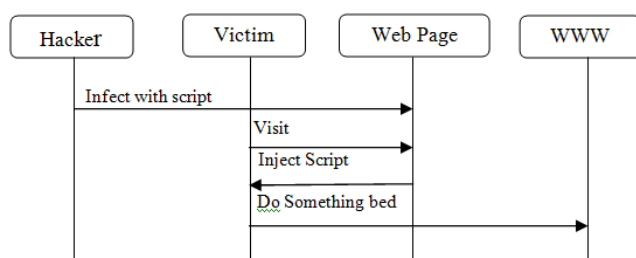 Hacker
Victim
Web Page
WWW
Infect with script
Visit
Inject Script
Do Something bed